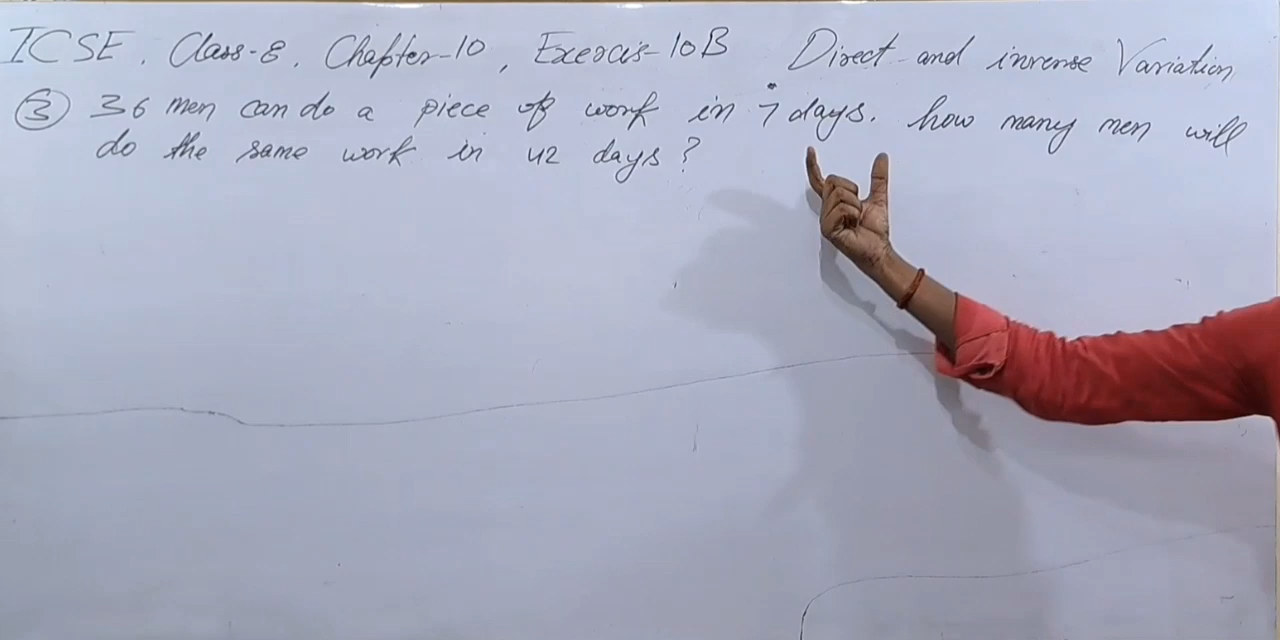 ICSE. Class-8. Chapter-10, Exercis-10B Direct and inverse Variation
③ 36 men can do a piece of work in 7 days. how many men will
do the same work in 42 days?